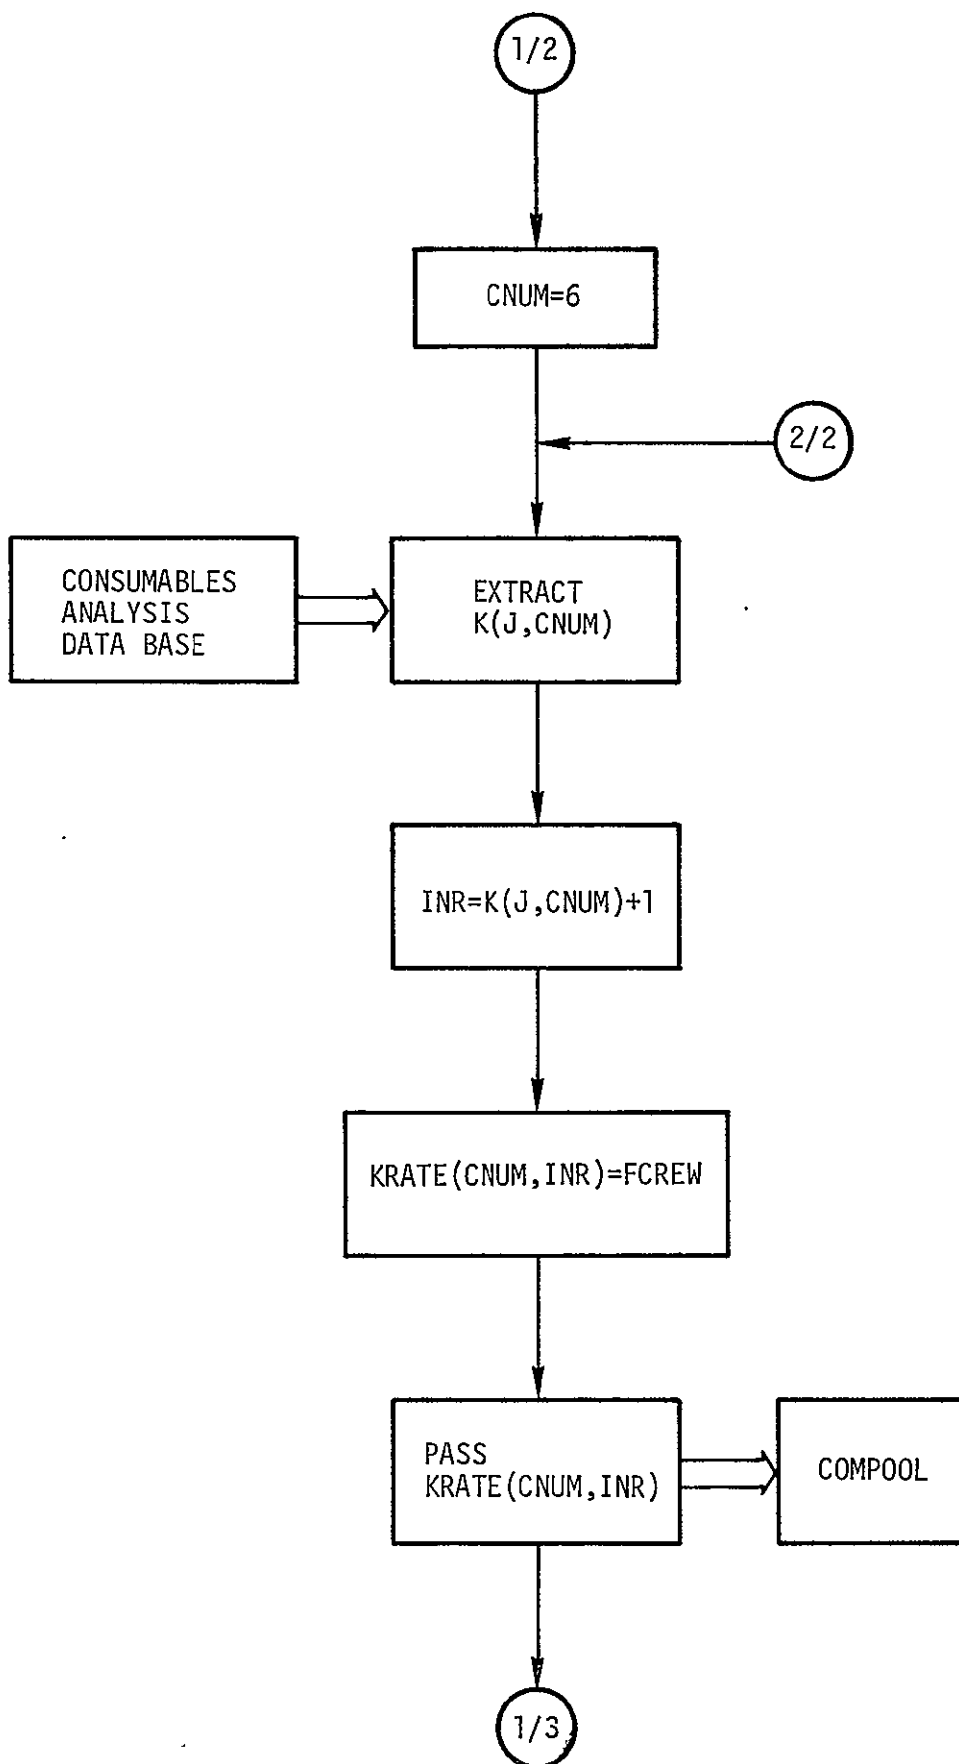 1/2
CNUM=6
2/2
CONSUMABLES
ANALYSIS
DATA BASE
EXTRACT
K(J,CNUM)
INR=K(J,CNUM)+1
KRATE(CNUM,INR)=FCREW
PASS
KRATE(CNUM,INR)
COMPOOL
1/3